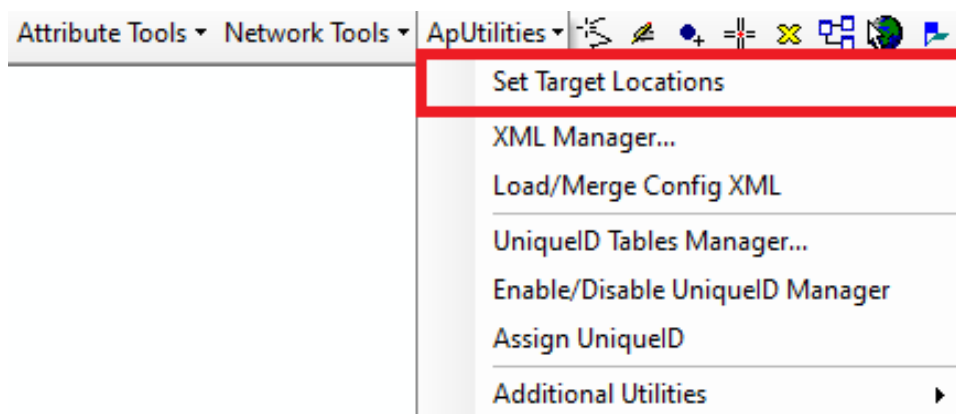 Attribute Tools Network Tools ApUtilities
Set Target Locations
XML Manager...
Load/Merge Config XML
UniqueID Tables Manager...
Enable/Disable UniqueID Manager
Assign UniqueID
Additional Utilities